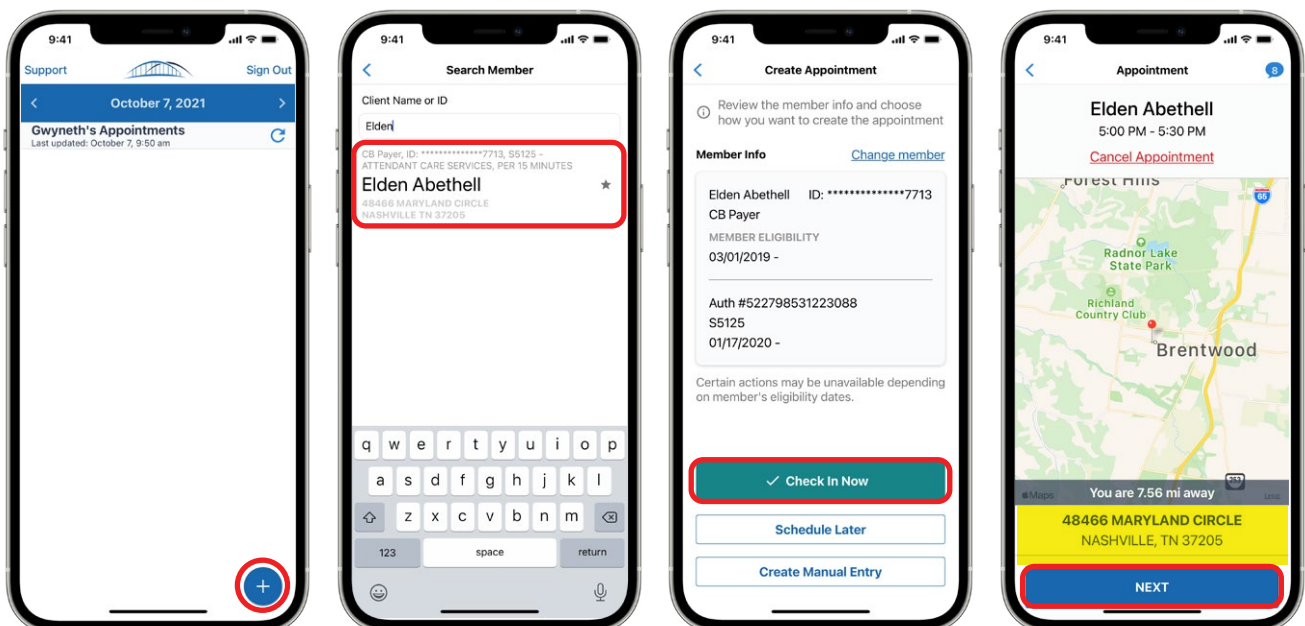 9:41
Support
Sign Out
October 7, 2021
Gwyneth's Appointments
Last updated: October 7, 9:50 am
+
9:41
Search Member
Client Name or ID
Elden
CB Payer, ID: **************7713, S5125 -
ATTENDANT CARE SERVICES, PER 15 MINUTES
Elden Abethell
48466 MARYLAND CIRCLE
NASHVILLE TN 37205
q w e r t y u i o p
a s d f g h j k l
z x c v b n m
123 space return
9:41
Create Appointment
Review the member info and choose
how you want to create the appointment
Member Info Change member
Elden Abethell ID: **************7713
CB Payer
MEMBER ELIGIBILITY
03/01/2019 -
Auth #522798531223088
S5125
01/17/2020 -
Certain actions may be unavailable depending
on member's eligibility dates.
Check In Now
Schedule Later
Create Manual Entry
9:41
Appointment 8
Elden Abethell
5:00 PM - 5:30 PM
Cancel Appointment
Forest Hills
65
Radnor Lake
State Park
Richland
Country Club
Brentwood
253
Maps
You are 7.56 mi away
Legal
48466 MARYLAND CIRCLE
NASHVILLE, TN 37205
NEXT